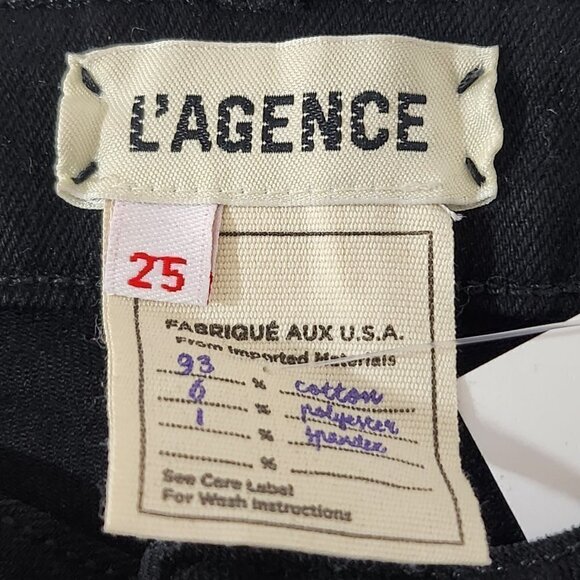 L'AGENCE
25
FABRIQUÉ AUX U.S.A.
From Imported Materials
93 % cotton
6 % polyester
1 % spandex
%
See Care Label
For Wash Instructions